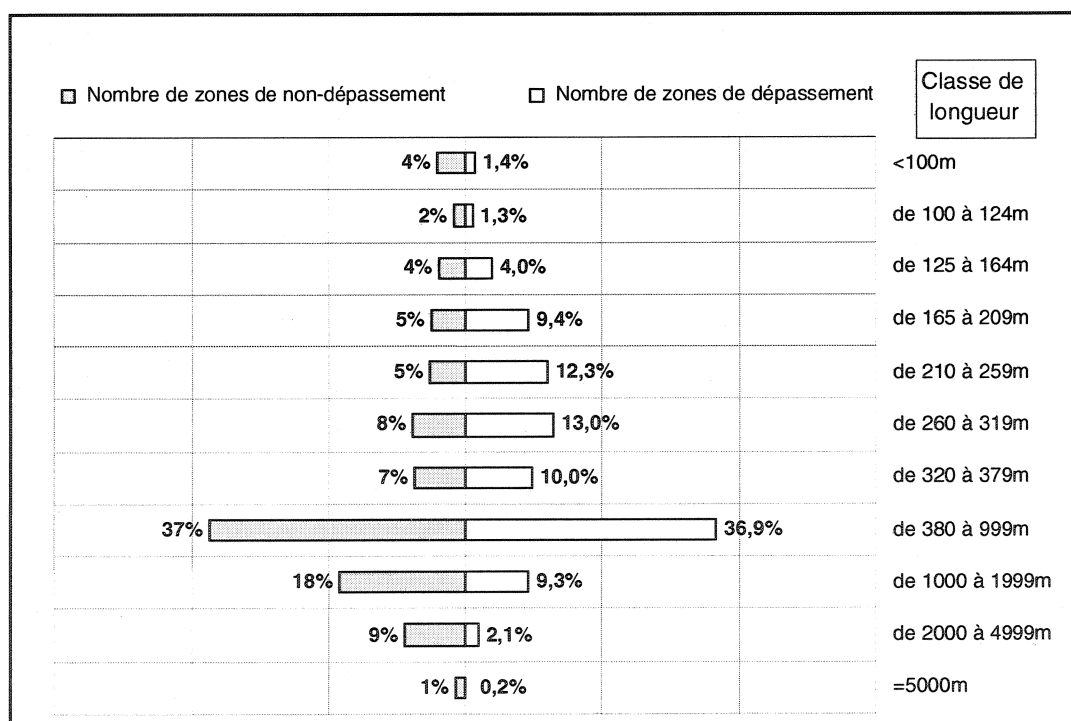 Nombre de zones de non-dépassement
Nombre de zones de dépassement
Classe de
longueur
4% 1,4% <100m
2% 1,3% de 100 à 124m
4% 4,0% de 125 à 164m
5% 9,4% de 165 à 209m
5% 12,3% de 210 à 259m
8% 13,0% de 260 à 319m
7% 10,0% de 320 à 379m
37% 36,9% de 380 à 999m
18% 9,3% de 1000 à 1999m
9% 2,1% de 2000 à 4999m
1% 0,2% =5000m